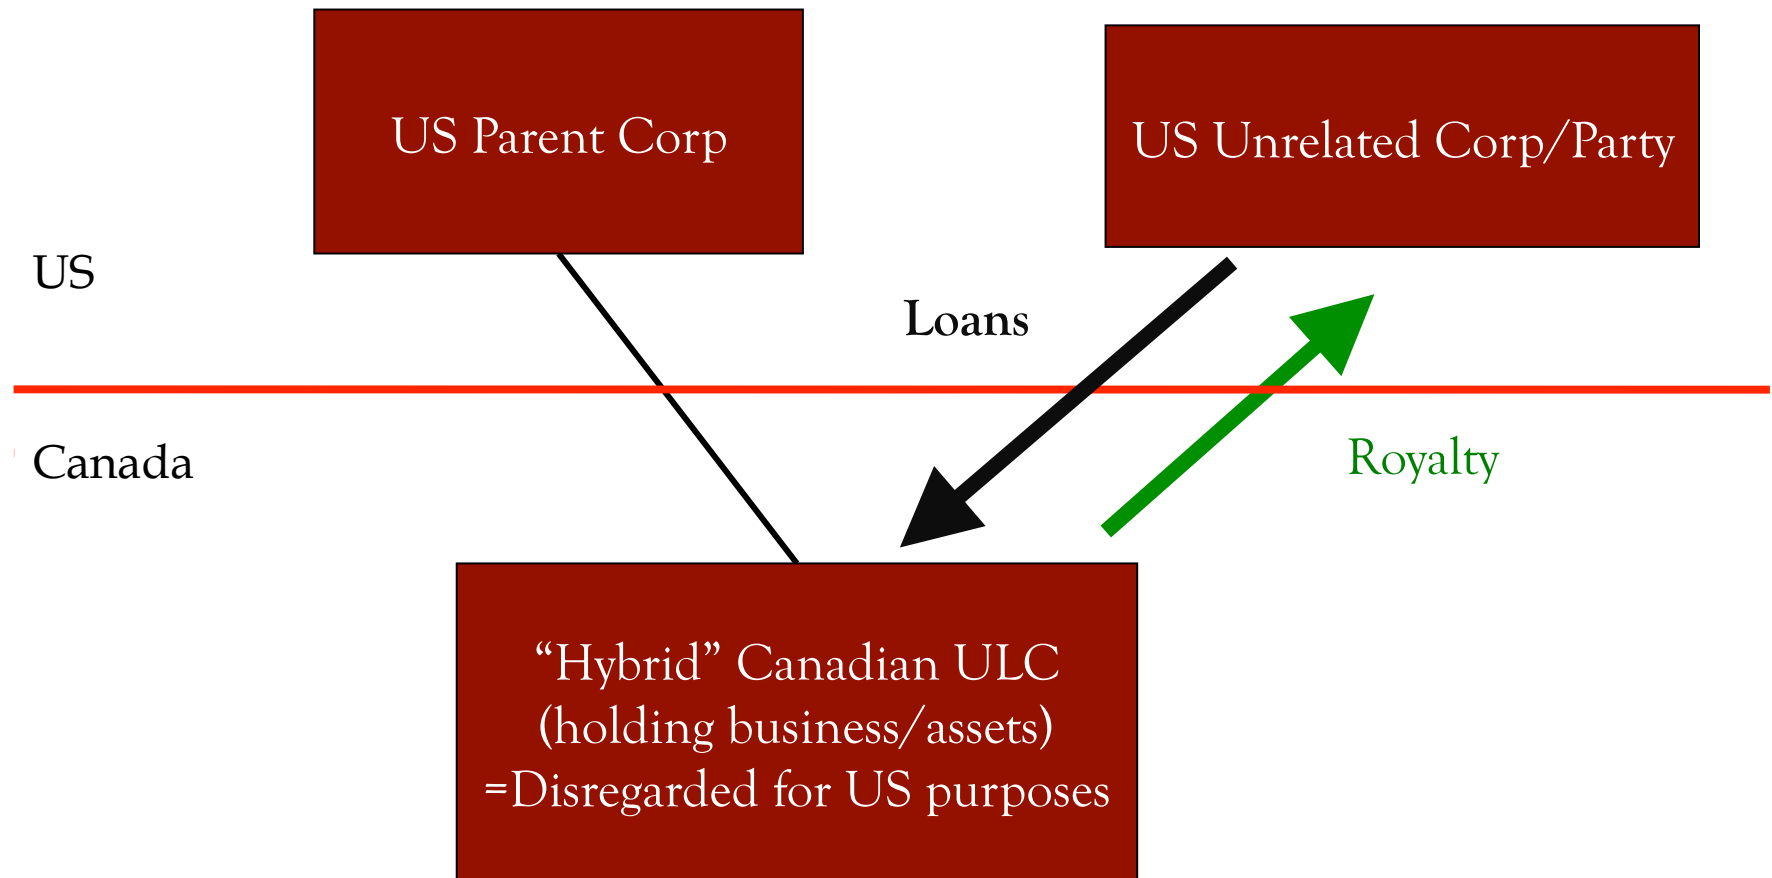 US Parent Corp
US Unrelated Corp/Party
US
Loans
Canada
Royalty
“Hybrid” Canadian ULC
(holding business/assets)
=Disregarded for US purposes